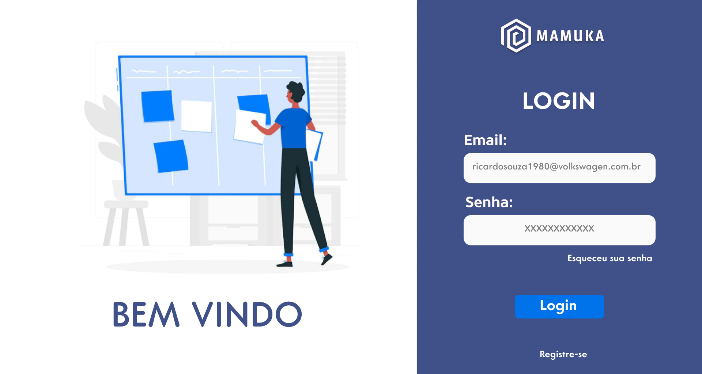 MAMUKA
LOGIN
Email:
ricardosouza1980@volkswagen.com.br
Senha:
XXXXXXXXXXXX
Esqueceu sua senha
Login
Registre-se
BEM VINDO